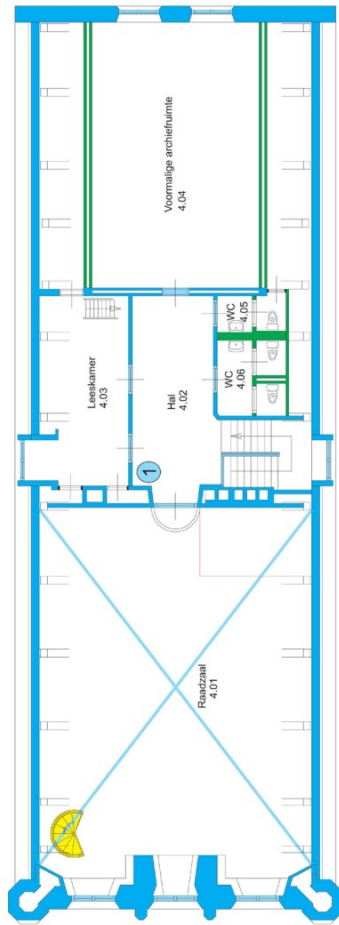 Voormalige archiefruimte
4.04
WC
4.05
WC
4.06
Leeskamer
4.03
Hal
4.02
1
Raadzaal
4.01